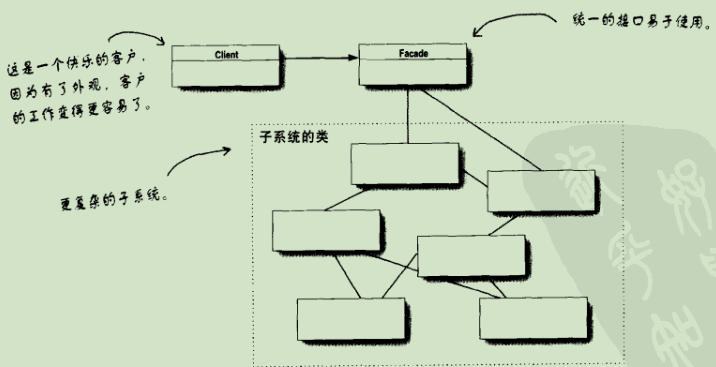 统一的接口易于使用。
Client
Facade
这是一个快乐的客户，
因为有了外观，客户
的工作变得更容易了。
子系统的类
更复杂的子系统。